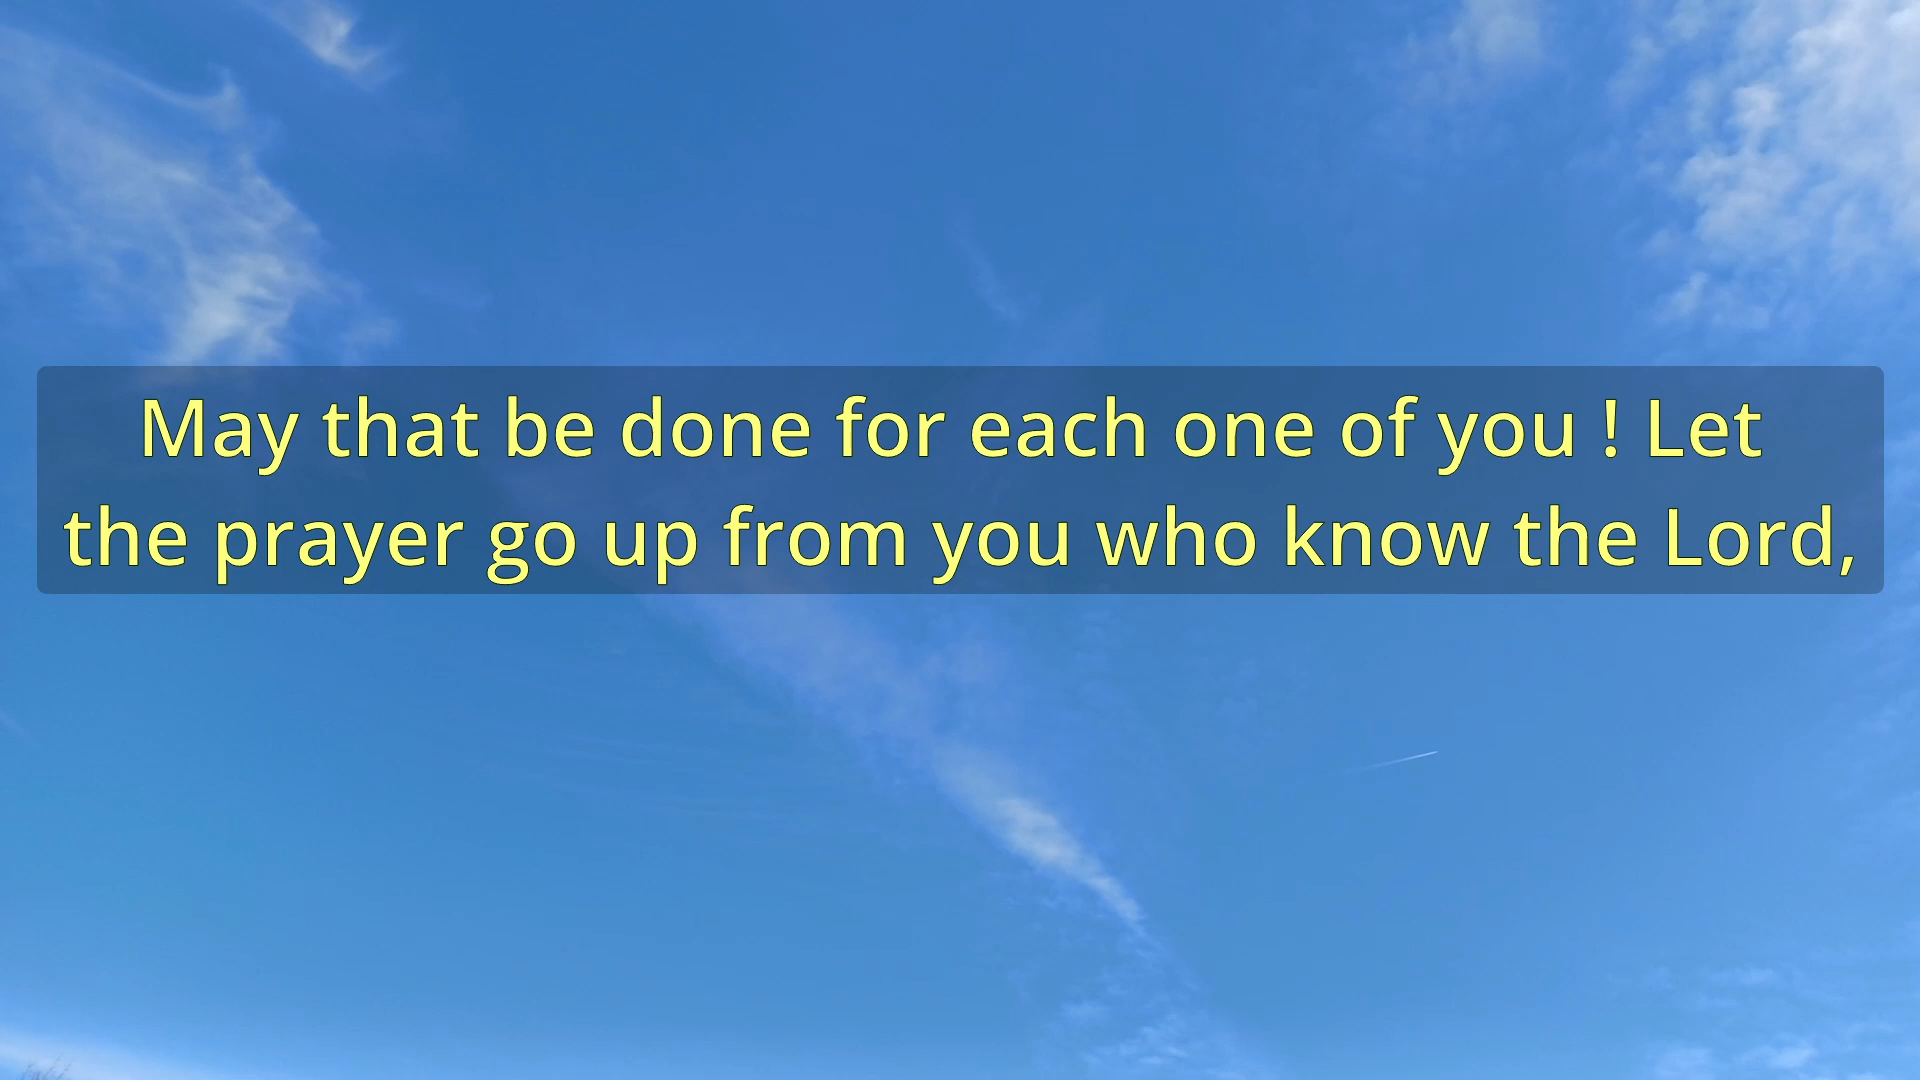 May that be done for each one of you ! Let
the prayer go up from you who know the Lord,